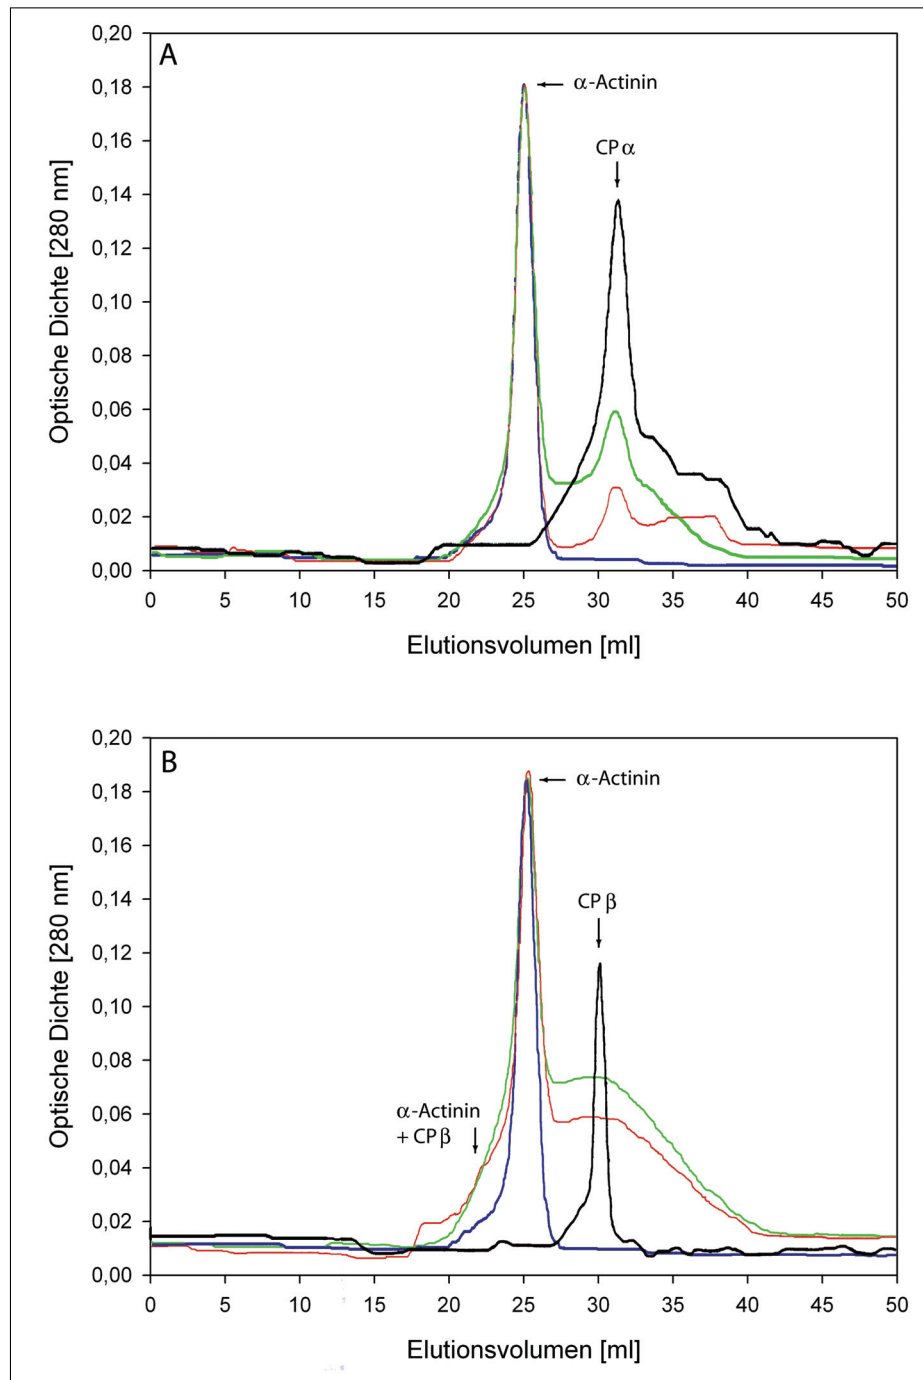 A
0,20
0,18
0,16
0,14
0,12
0,10
0,08
0,06
0,04
0,02
0,00
Optische Dichte [280 nm]
α-Actinin
CP α
0 5 10 15 20 25 30 35 40 45 50
Elutionsvolumen [ml]
B
0,20
0,18
0,16
0,14
0,12
0,10
0,08
0,06
0,04
0,02
0,00
Optische Dichte [280 nm]
α-Actinin
CP β
α-Actinin
+ CP β
0 5 10 15 20 25 30 35 40 45 50
Elutionsvolumen [ml]